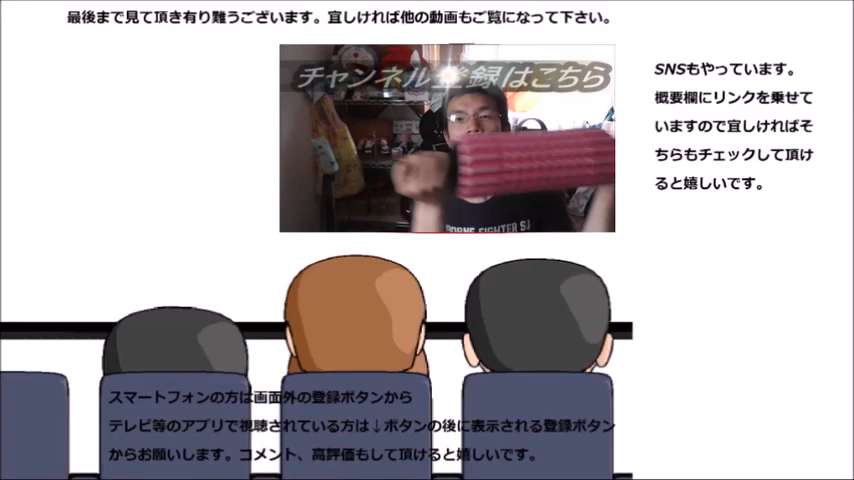 最後まで見て頂き有り難うございます。宜しければ他の動画もご覧になって下さい。
チャンネル登録はこちら
SNSもやっています。
概要欄にリンクを乗せて
いますので宜しければそ
ちらもチェックして頂け
ると嬉しいです。
スマートフォンの方は画面外の登録ボタンから
テレビ等のアプリで視聴されている方は↓ボタンの後に表示される登録ボタン
からお願いします。コメント、高評価もして頂けると嬉しいです。